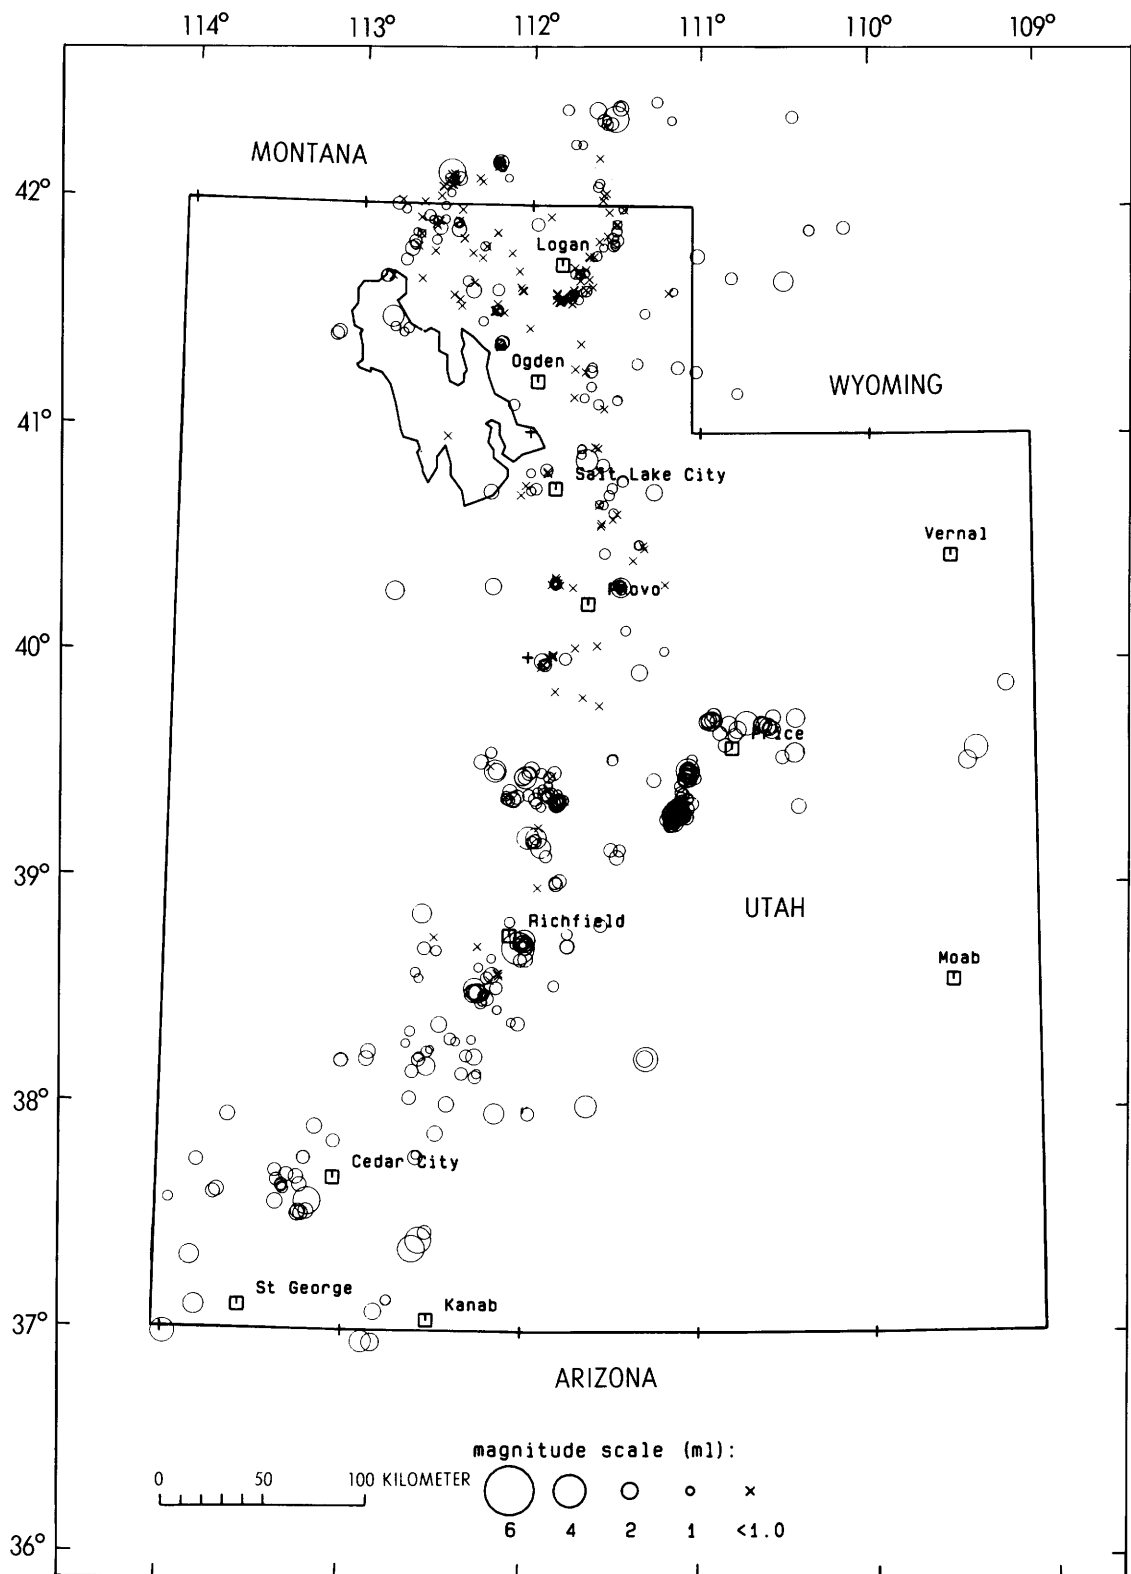 114° 113° 112° 111° 110° 109°
MONTANA
42°
Logan
Ogden
WYOMING
41°
Salt Lake City
Vernal
Provo
40°
Price
39°
UTAH
Richfield
Moab
38°
Cedar City
St George
Kanab
37°
ARIZONA
magnitude scale (ml):
0 50 100 KILOMETER
6 4 2 1 <1.0
36°